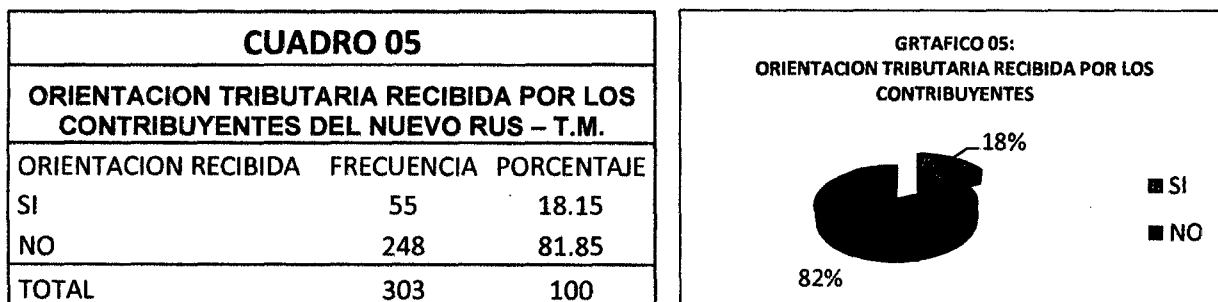 CUADRO 05
ORIENTACION TRIBUTARIA RECIBIDA POR LOS
CONTRIBUYENTES DEL NUEVO RUS – T.M.
ORIENTACION RECIBIDA FRECUENCIA PORCENTAJE
SI 55 18.15
NO 248 81.85
TOTAL 303 100
GRTAFICO 05:
ORIENTACION TRIBUTARIA RECIBIDA POR LOS
CONTRIBUYENTES
18%
SI
NO
82%